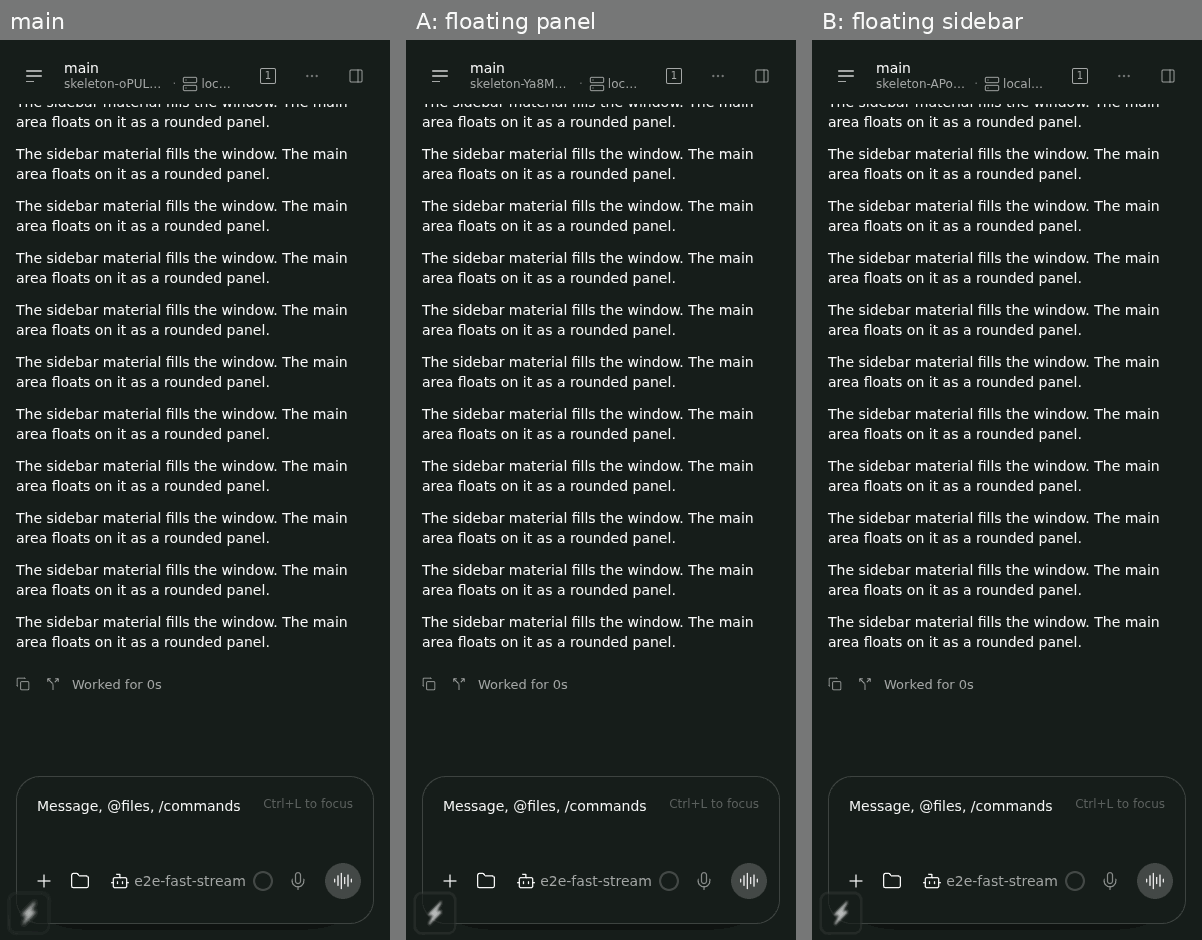 main
A: floating panel
B: floating sidebar
main
skeleton-oPUL... · loc...
1
The sidebar material fills the window. The main
area floats on it as a rounded panel.
The sidebar material fills the window. The main
area floats on it as a rounded panel.
The sidebar material fills the window. The main
area floats on it as a rounded panel.
The sidebar material fills the window. The main
area floats on it as a rounded panel.
The sidebar material fills the window. The main
area floats on it as a rounded panel.
The sidebar material fills the window. The main
area floats on it as a rounded panel.
The sidebar material fills the window. The main
area floats on it as a rounded panel.
The sidebar material fills the window. The main
area floats on it as a rounded panel.
The sidebar material fills the window. The main
area floats on it as a rounded panel.
The sidebar material fills the window. The main
area floats on it as a rounded panel.
The sidebar material fills the window. The main
area floats on it as a rounded panel.
Worked for 0s
Message, @files, /commands
Ctrl+L to focus
e2e-fast-stream
main
skeleton-Ya8M... · loc...
1
The sidebar material fills the window. The main
area floats on it as a rounded panel.
The sidebar material fills the window. The main
area floats on it as a rounded panel.
The sidebar material fills the window. The main
area floats on it as a rounded panel.
The sidebar material fills the window. The main
area floats on it as a rounded panel.
The sidebar material fills the window. The main
area floats on it as a rounded panel.
The sidebar material fills the window. The main
area floats on it as a rounded panel.
The sidebar material fills the window. The main
area floats on it as a rounded panel.
The sidebar material fills the window. The main
area floats on it as a rounded panel.
The sidebar material fills the window. The main
area floats on it as a rounded panel.
The sidebar material fills the window. The main
area floats on it as a rounded panel.
The sidebar material fills the window. The main
area floats on it as a rounded panel.
Worked for 0s
Message, @files, /commands
Ctrl+L to focus
e2e-fast-stream
main
skeleton-APo... · local...
1
The sidebar material fills the window. The main
area floats on it as a rounded panel.
The sidebar material fills the window. The main
area floats on it as a rounded panel.
The sidebar material fills the window. The main
area floats on it as a rounded panel.
The sidebar material fills the window. The main
area floats on it as a rounded panel.
The sidebar material fills the window. The main
area floats on it as a rounded panel.
The sidebar material fills the window. The main
area floats on it as a rounded panel.
The sidebar material fills the window. The main
area floats on it as a rounded panel.
The sidebar material fills the window. The main
area floats on it as a rounded panel.
The sidebar material fills the window. The main
area floats on it as a rounded panel.
The sidebar material fills the window. The main
area floats on it as a rounded panel.
The sidebar material fills the window. The main
area floats on it as a rounded panel.
Worked for 0s
Message, @files, /commands
Ctrl+L to focus
e2e-fast-stream